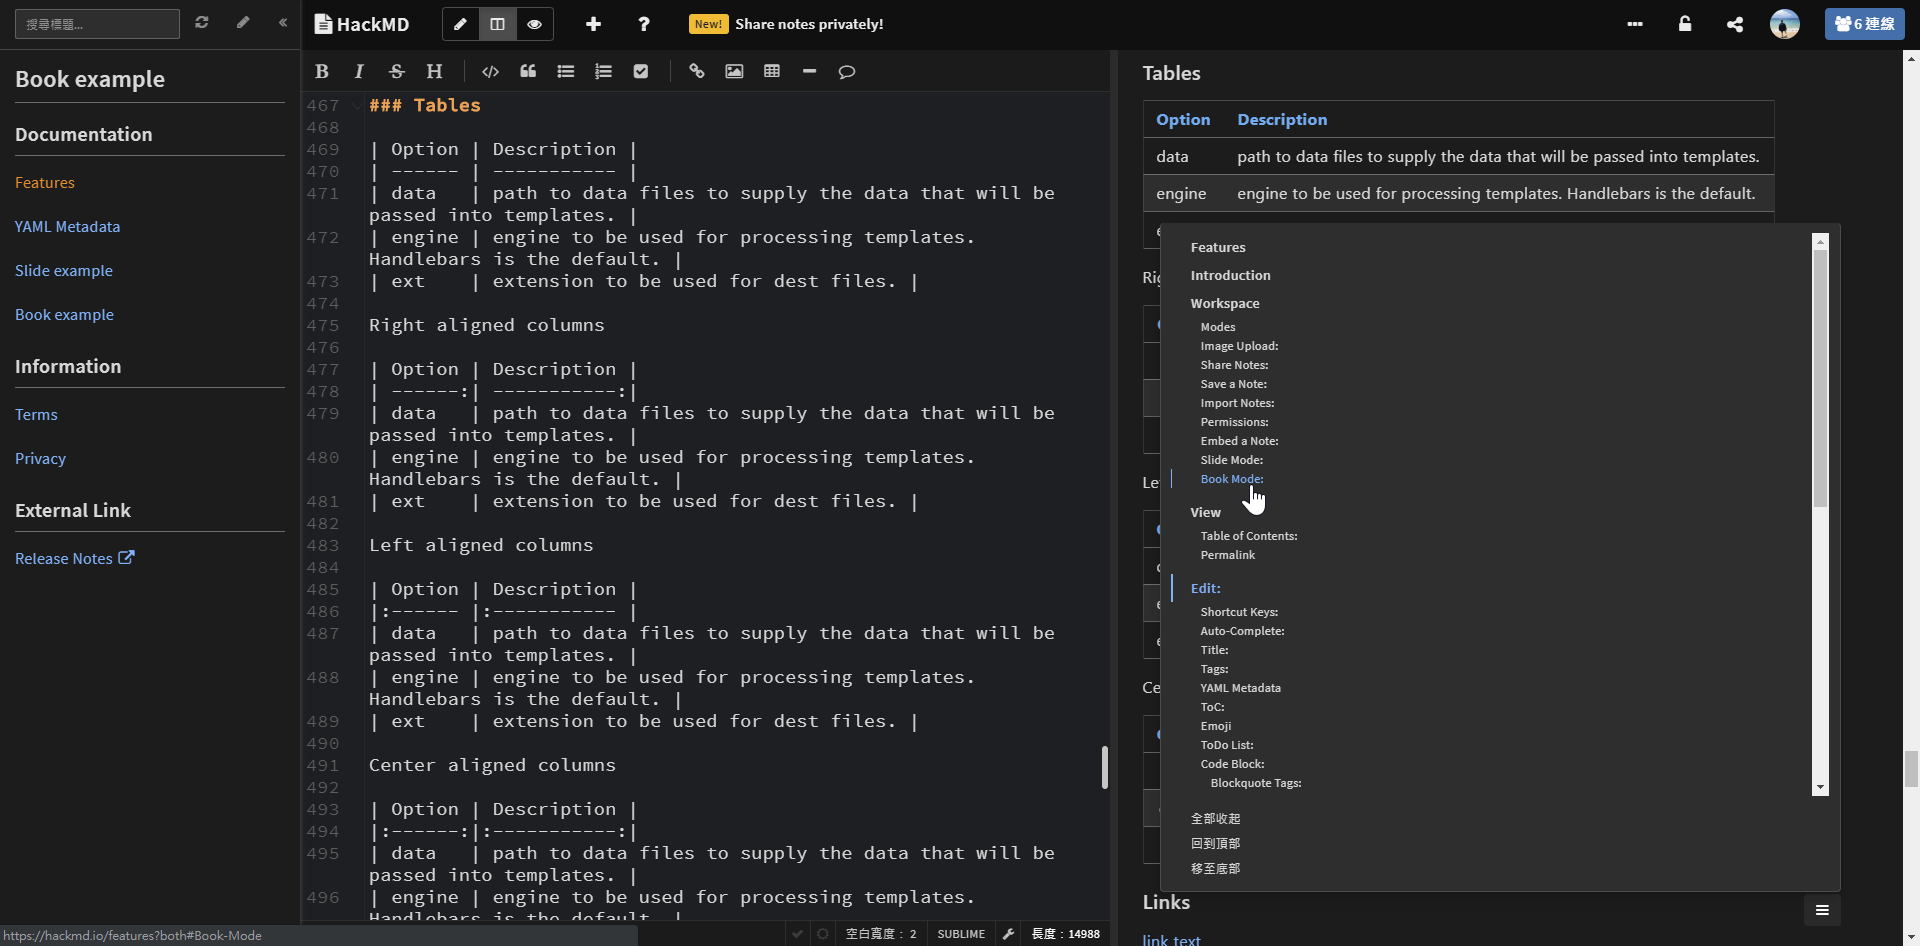 搜尋標題...
HackMD
New! Share notes privately!
6 連線
Book example
Documentation
Features
YAML Metadata
Slide example
Book example
Information
Terms
Privacy
External Link
Release Notes
B I S H
467 ### Tables
468
469 | Option | Description |
470 | ------ | ----------- |
471 | data   | path to data files to supply the data that will be
passed into templates. |
472 | engine | engine to be used for processing templates.
Handlebars is the default. |
473 | ext    | extension to be used for dest files. |
474
475 Right aligned columns
476
477 | Option | Description |
478 | ------:| -----------:|
479 | data   | path to data files to supply the data that will be
passed into templates. |
480 | engine | engine to be used for processing templates.
Handlebars is the default. |
481 | ext    | extension to be used for dest files. |
482
483 Left aligned columns
484
485 | Option | Description |
486 |:------ |:----------- |
487 | data   | path to data files to supply the data that will be
passed into templates. |
488 | engine | engine to be used for processing templates.
Handlebars is the default. |
489 | ext    | extension to be used for dest files. |
490
491 Center aligned columns
492
493 | Option | Description |
494 |:------:|:-----------:|
495 | data   | path to data files to supply the data that will be
passed into templates. |
496 | engine | engine to be used for processing templates.
Handlebars is the default. |
Tables
Option Description
data path to data files to supply the data that will be passed into templates.
engine engine to be used for processing templates. Handlebars is the default.
Features
Introduction
Workspace
Modes
Image Upload:
Share Notes:
Save a Note:
Import Notes:
Permissions:
Embed a Note:
Slide Mode:
Book Mode:
View
Table of Contents:
Permalink
Edit:
Shortcut Keys:
Auto-Complete:
Title:
Tags:
YAML Metadata
ToC:
Emoji
ToDo List:
Code Block:
Blockquote Tags:
全部收起
回到頂部
移至底部
Links
link text
https://hackmd.io/features?both#Book-Mode
空白寬度：2 SUBLIME 長度：14988